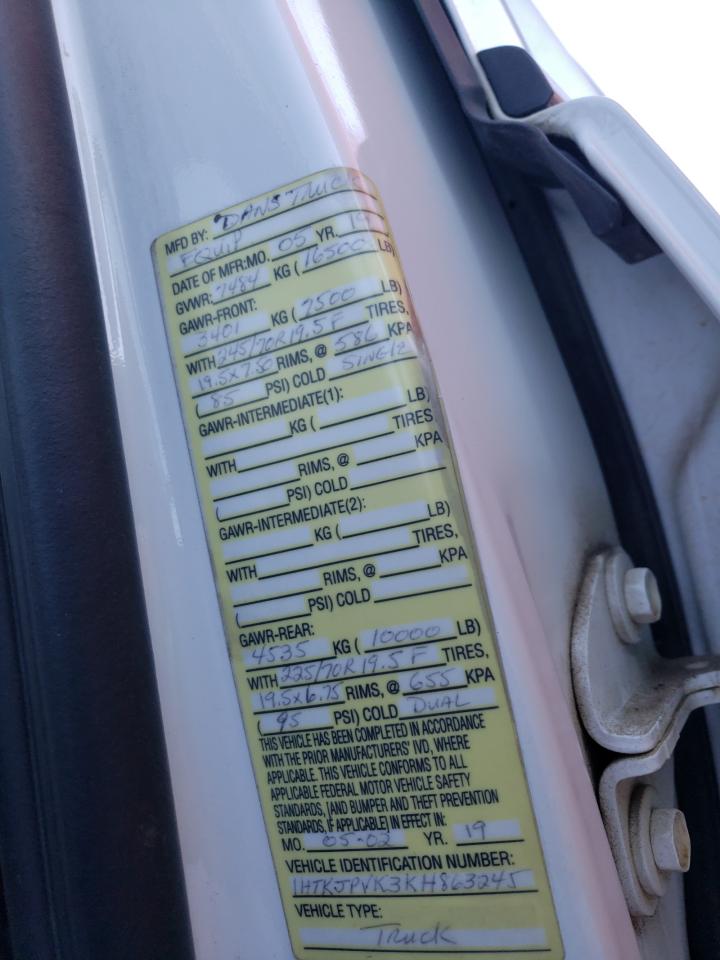 MFD BY: DANS TRUC
EQUIP
DATE OF MFR:MO. 05 YR. 19
GVWR: 7484 KG ( 16500 LB)
GAWR-FRONT:
3401 KG ( 7500 LB)
WITH 245/70R19.5 F TIRES,
19.5x7.50 RIMS, @ 586 KPA
( 85 PSI) COLD SINGLE
GAWR-INTERMEDIATE(1):
KG ( LB)
WITH TIRES
RIMS, @ KPA
( PSI) COLD
GAWR-INTERMEDIATE(2):
KG ( LB)
WITH TIRES,
RIMS, @ KPA
( PSI) COLD
GAWR-REAR:
4535 KG ( 10000 LB)
WITH 225/70R19.5 F TIRES,
19.5x6.75 RIMS, @ 655 KPA
( 95 PSI) COLD DUAL
THIS VEHICLE HAS BEEN COMPLETED IN ACCORDANCE
WITH THE PRIOR MANUFACTURERS' IVD, WHERE
APPLICABLE. THIS VEHICLE CONFORMS TO ALL
APPLICABLE FEDERAL MOTOR VEHICLE SAFETY
STANDARDS, [AND BUMPER AND THEFT PREVENTION
STANDARDS, IF APPLICABLE] IN EFFECT IN:
MO. 05-02 YR. 19
VEHICLE IDENTIFICATION NUMBER:
1HTKJPVK3KH863245
VEHICLE TYPE:
Truck